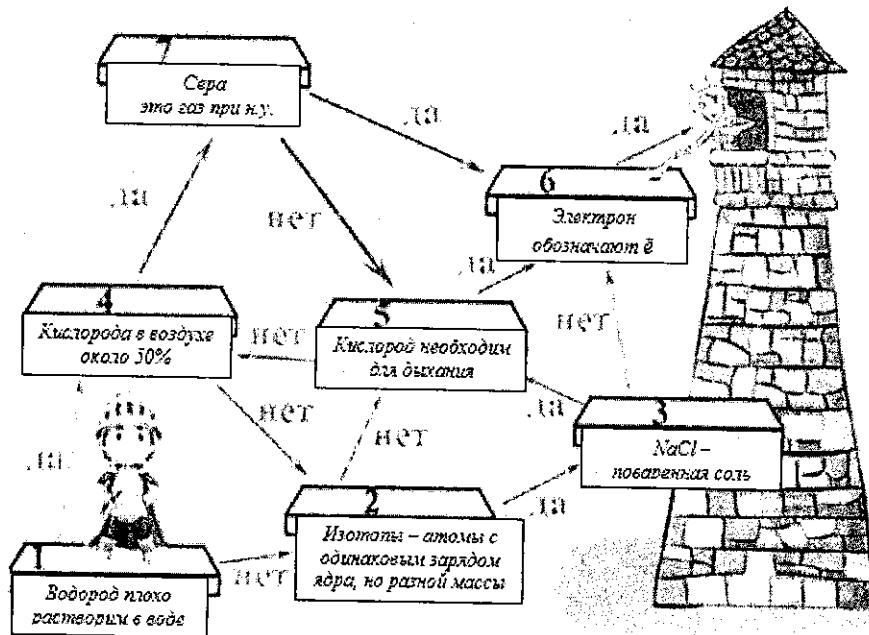 7
Сера
это газ при н.у.
да
да
6
Электрон
обозначают ē
да
нет
да
4
Кислорода в воздухе
около 30%
нет
5
Кислород необходим
для дыхания
нет
да
3
NaCl –
поваренная соль
да
нет
нет
2
Изотопы – атомы с
одинаковым зарядом
ядра, но разной массы
да
1
Водород плохо
растворим в воде
нет